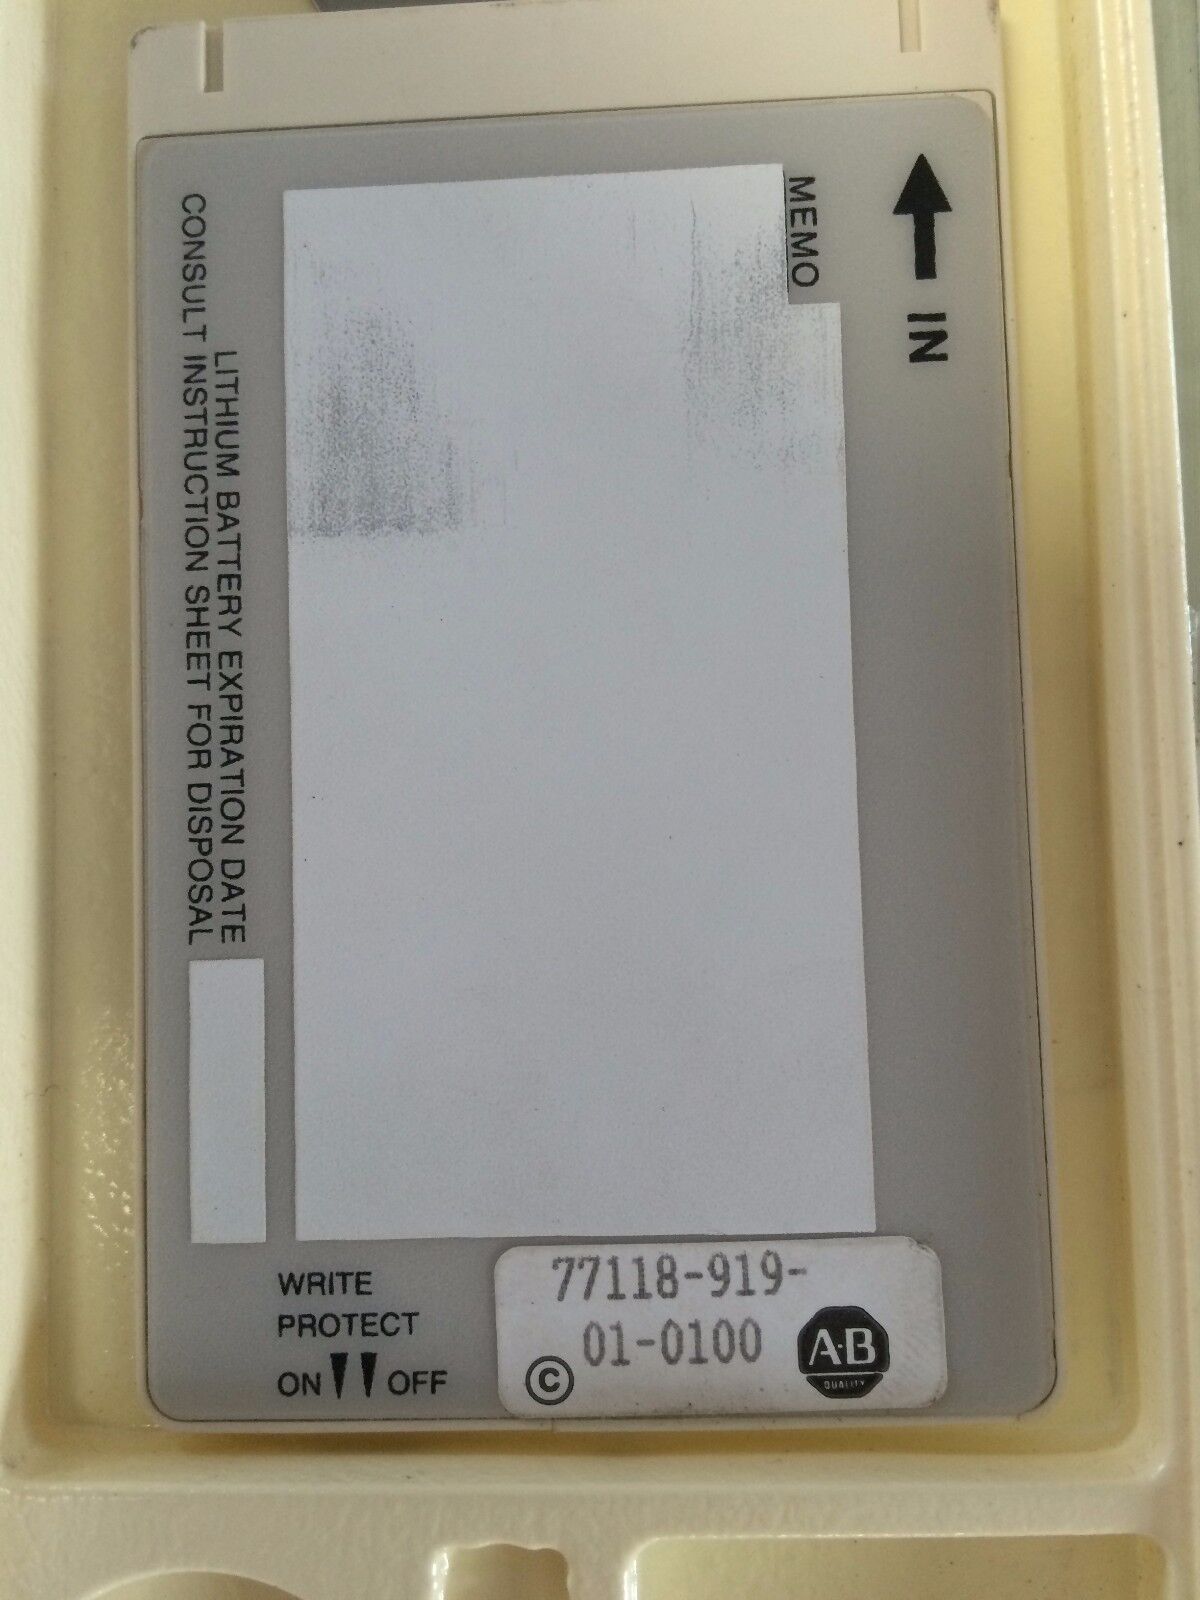 IN
MEMO
LITHIUM BATTERY EXPIRATION DATE
CONSULT INSTRUCTION SHEET FOR DISPOSAL
WRITE
PROTECT
ON OFF
77118-919-
01-0100
©
A·B
QUALITY